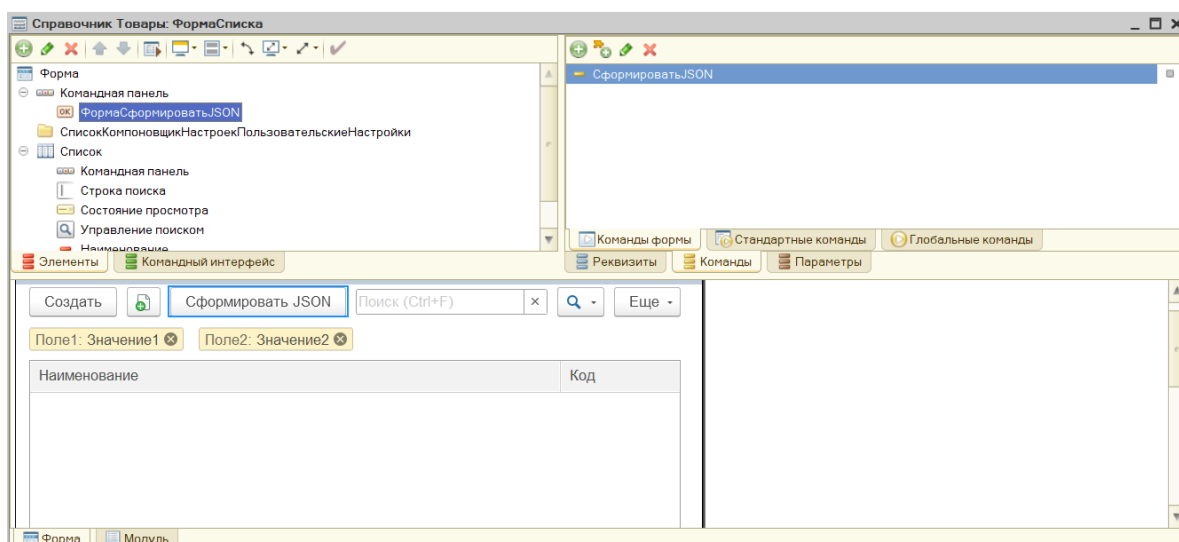 Справочник Товары: ФормаСписка
Форма
Командная панель
OK ФормаСформироватьJSON
СписокКомпоновщикНастроекПользовательскиеНастройки
Список
Командная панель
Строка поиска
Состояние просмотра
Управление поиском
Наименование
Элементы Командный интерфейс
СформироватьJSON
Команды формы Стандартные команды Глобальные команды
Реквизиты Команды Параметры
Создать Сформировать JSON Поиск (Ctrl+F) Еще
Поле1: Значение1 Поле2: Значение2
Наименование Код
Форма Модуль